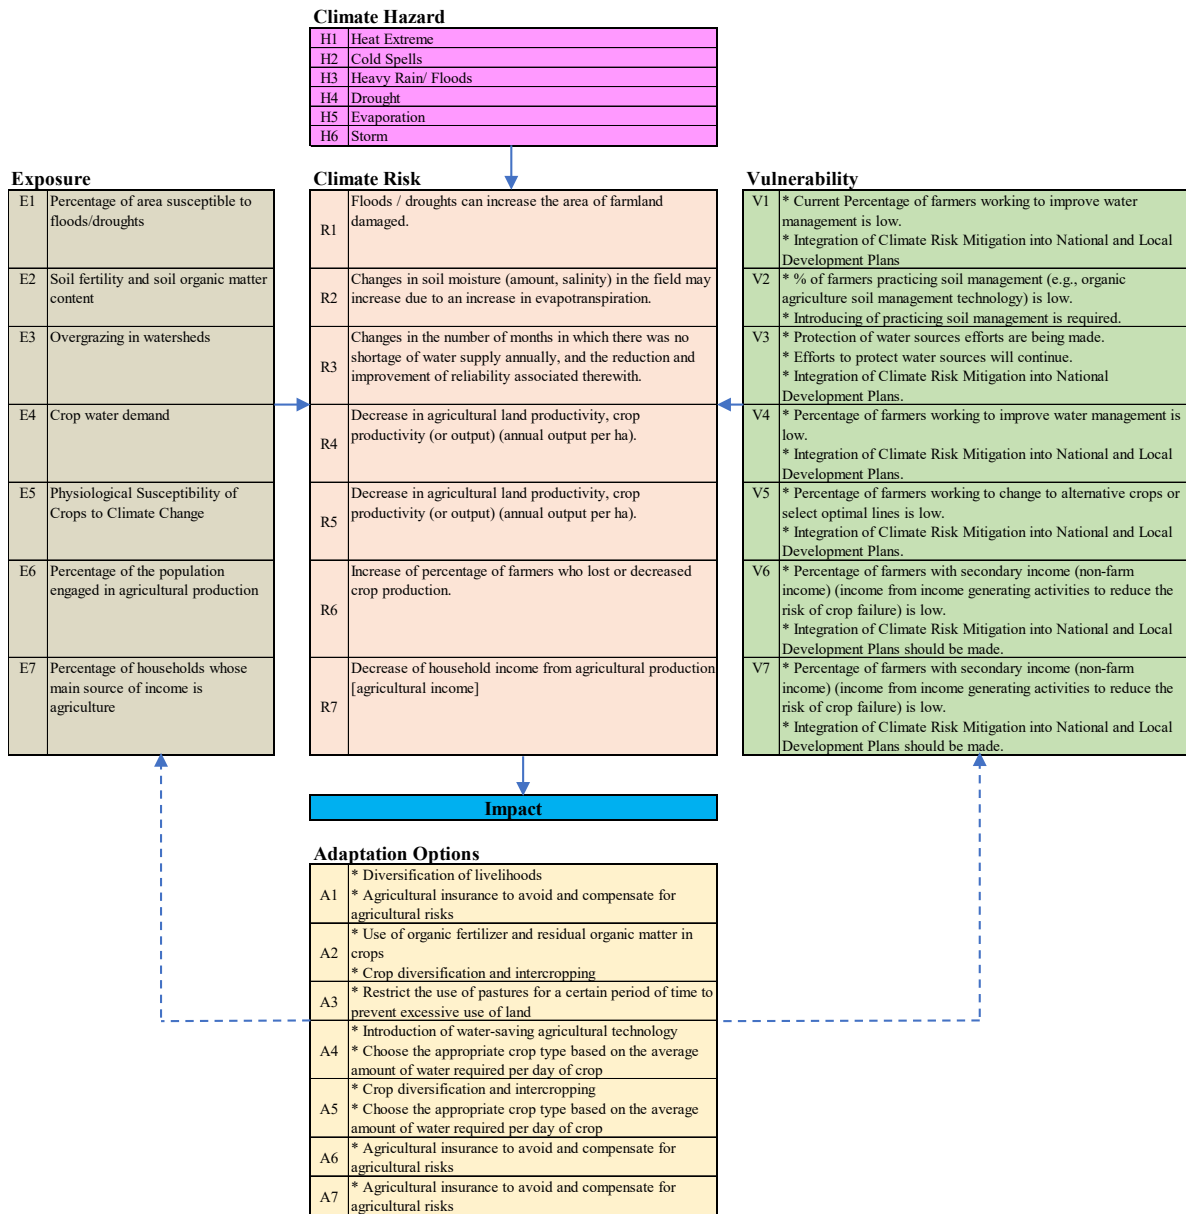 Climate Hazard
H1 Heat Extreme
H2 Cold Spells
H3 Heavy Rain/ Floods
H4 Drought
H5 Evaporation
H6 Storm
Exposure
E1 Percentage of area susceptible to
floods/droughts
E2 Soil fertility and soil organic matter
content
E3 Overgrazing in watersheds
E4 Crop water demand
E5 Physiological Susceptibility of
Crops to Climate Change
E6 Percentage of the population
engaged in agricultural production
E7 Percentage of households whose
main source of income is
agriculture
Climate Risk
R1 Floods / droughts can increase the area of farmland
damaged.
R2 Changes in soil moisture (amount, salinity) in the field may
increase due to an increase in evapotranspiration.
R3 Changes in the number of months in which there was no
shortage of water supply annually, and the reduction and
improvement of reliability associated therewith.
R4 Decrease in agricultural land productivity, crop
productivity (or output) (annual output per ha).
R5 Decrease in agricultural land productivity, crop
productivity (or output) (annual output per ha).
R6 Increase of percentage of farmers who lost or decreased
crop production.
R7 Decrease of household income from agricultural production
[agricultural income]
Vulnerability
V1 * Current Percentage of farmers working to improve water
management is low.
* Integration of Climate Risk Mitigation into National and Local
Development Plans
V2 * % of farmers practicing soil management (e.g., organic
agriculture soil management technology) is low.
* Introducing of practicing soil management is required.
V3 * Protection of water sources efforts are being made.
* Efforts to protect water sources will continue.
* Integration of Climate Risk Mitigation into National
Development Plans.
V4 * Percentage of farmers working to improve water management is
low.
* Integration of Climate Risk Mitigation into National and Local
Development Plans.
V5 * Percentage of farmers working to change to alternative crops or
select optimal lines is low.
* Integration of Climate Risk Mitigation into National and Local
Development Plans.
V6 * Percentage of farmers with secondary income (non-farm
income) (income from income generating activities to reduce the
risk of crop failure) is low.
* Integration of Climate Risk Mitigation into National and Local
Development Plans should be made.
V7 * Percentage of farmers with secondary income (non-farm
income) (income from income generating activities to reduce the
risk of crop failure) is low.
* Integration of Climate Risk Mitigation into National and Local
Development Plans should be made.
Impact
Adaptation Options
A1 * Diversification of livelihoods
* Agricultural insurance to avoid and compensate for
agricultural risks
A2 * Use of organic fertilizer and residual organic matter in
crops
* Crop diversification and intercropping
A3 * Restrict the use of pastures for a certain period of time to
prevent excessive use of land
A4 * Introduction of water-saving agricultural technology
* Choose the appropriate crop type based on the average
amount of water required per day of crop
A5 * Crop diversification and intercropping
* Choose the appropriate crop type based on the average
amount of water required per day of crop
A6 * Agricultural insurance to avoid and compensate for
agricultural risks
A7 * Agricultural insurance to avoid and compensate for
agricultural risks